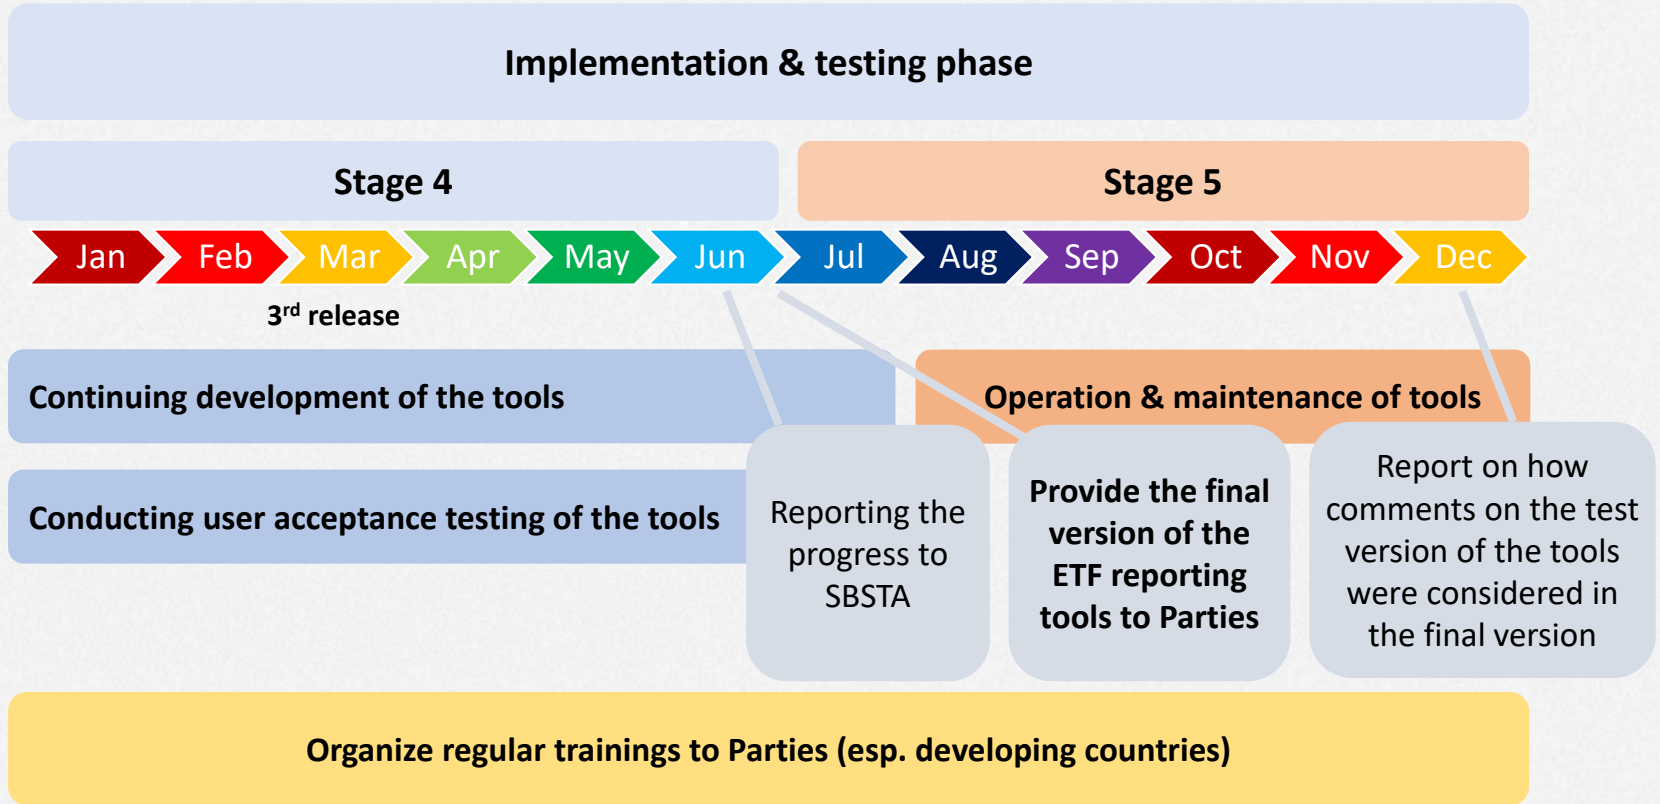 Implementation & testing phase
Stage 4
Stage 5
Jan Feb Mar Apr May Jun Jul Aug Sep Oct Nov Dec
3rd release
Continuing development of the tools
Operation & maintenance of tools
Conducting user acceptance testing of the tools
Reporting the
progress to
SBSTA
Provide the final
version of the
ETF reporting
tools to Parties
Report on how
comments on the test
version of the tools
were considered in
the final version
Organize regular trainings to Parties (esp. developing countries)